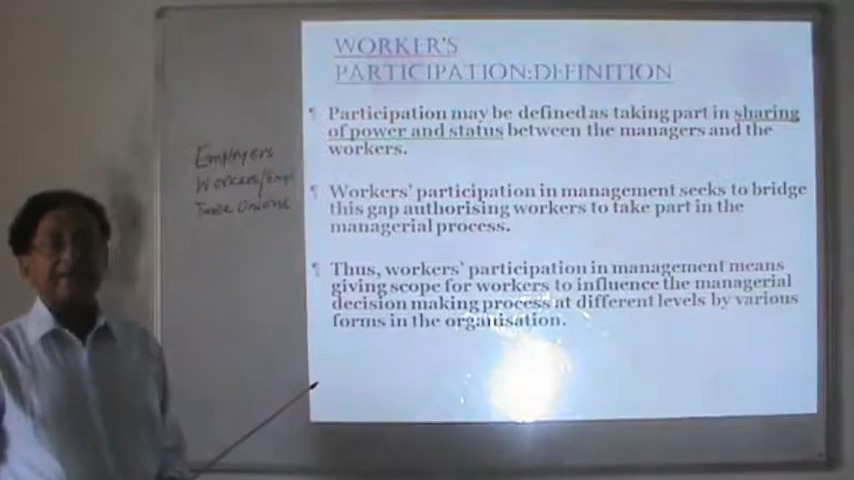 WORKER'S
PARTICIPATION:DEFINITION
Participation may be defined as taking part in sharing
of power and status between the managers and the
workers.
Workers' participation in management seeks to bridge
this gap authorising workers to take part in the
managerial process.
Thus, workers' participation in management means
giving scope for workers to influence the managerial
decision making process at different levels by various
forms in the organisation.
Employers
Workers/Empl
Trade Unions